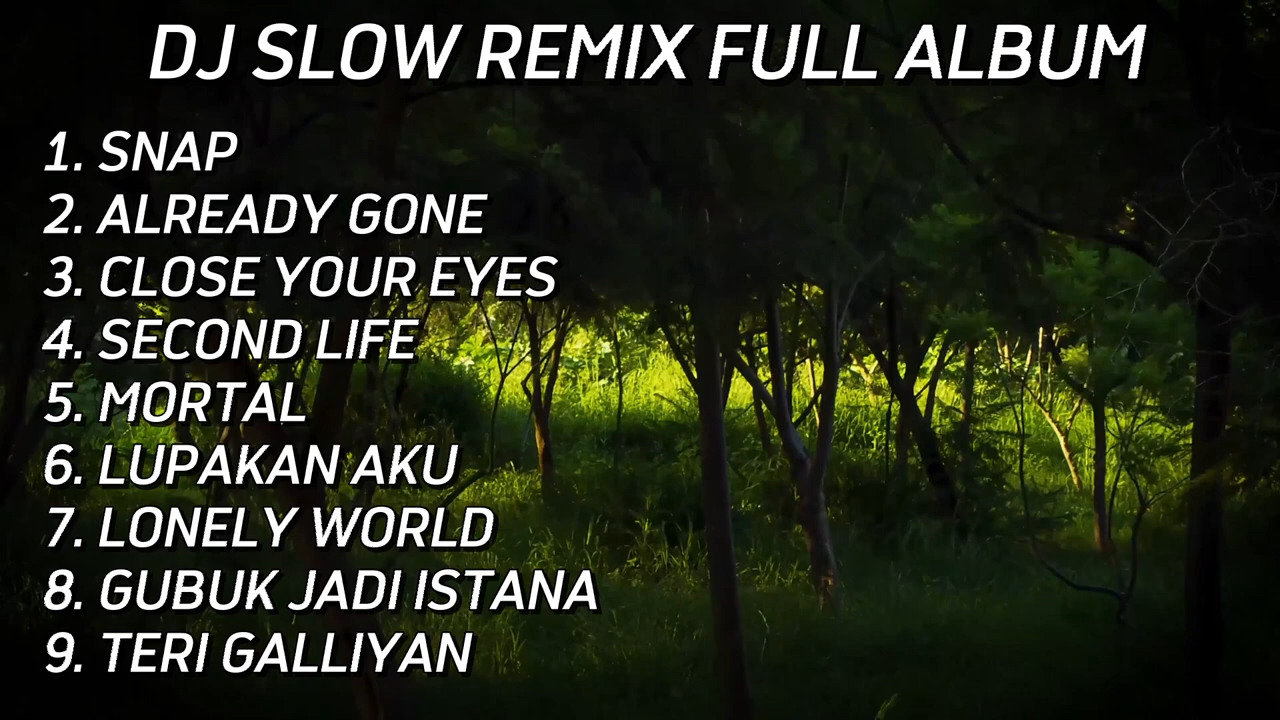 DJ SLOW REMIX FULL ALBUM
1. SNAP
2. ALREADY GONE
3. CLOSE YOUR EYES
4. SECOND LIFE
5. MORTAL
6. LUPAKAN AKU
7. LONELY WORLD
8. GUBUK JADI ISTANA
9. TERI GALLIYAN